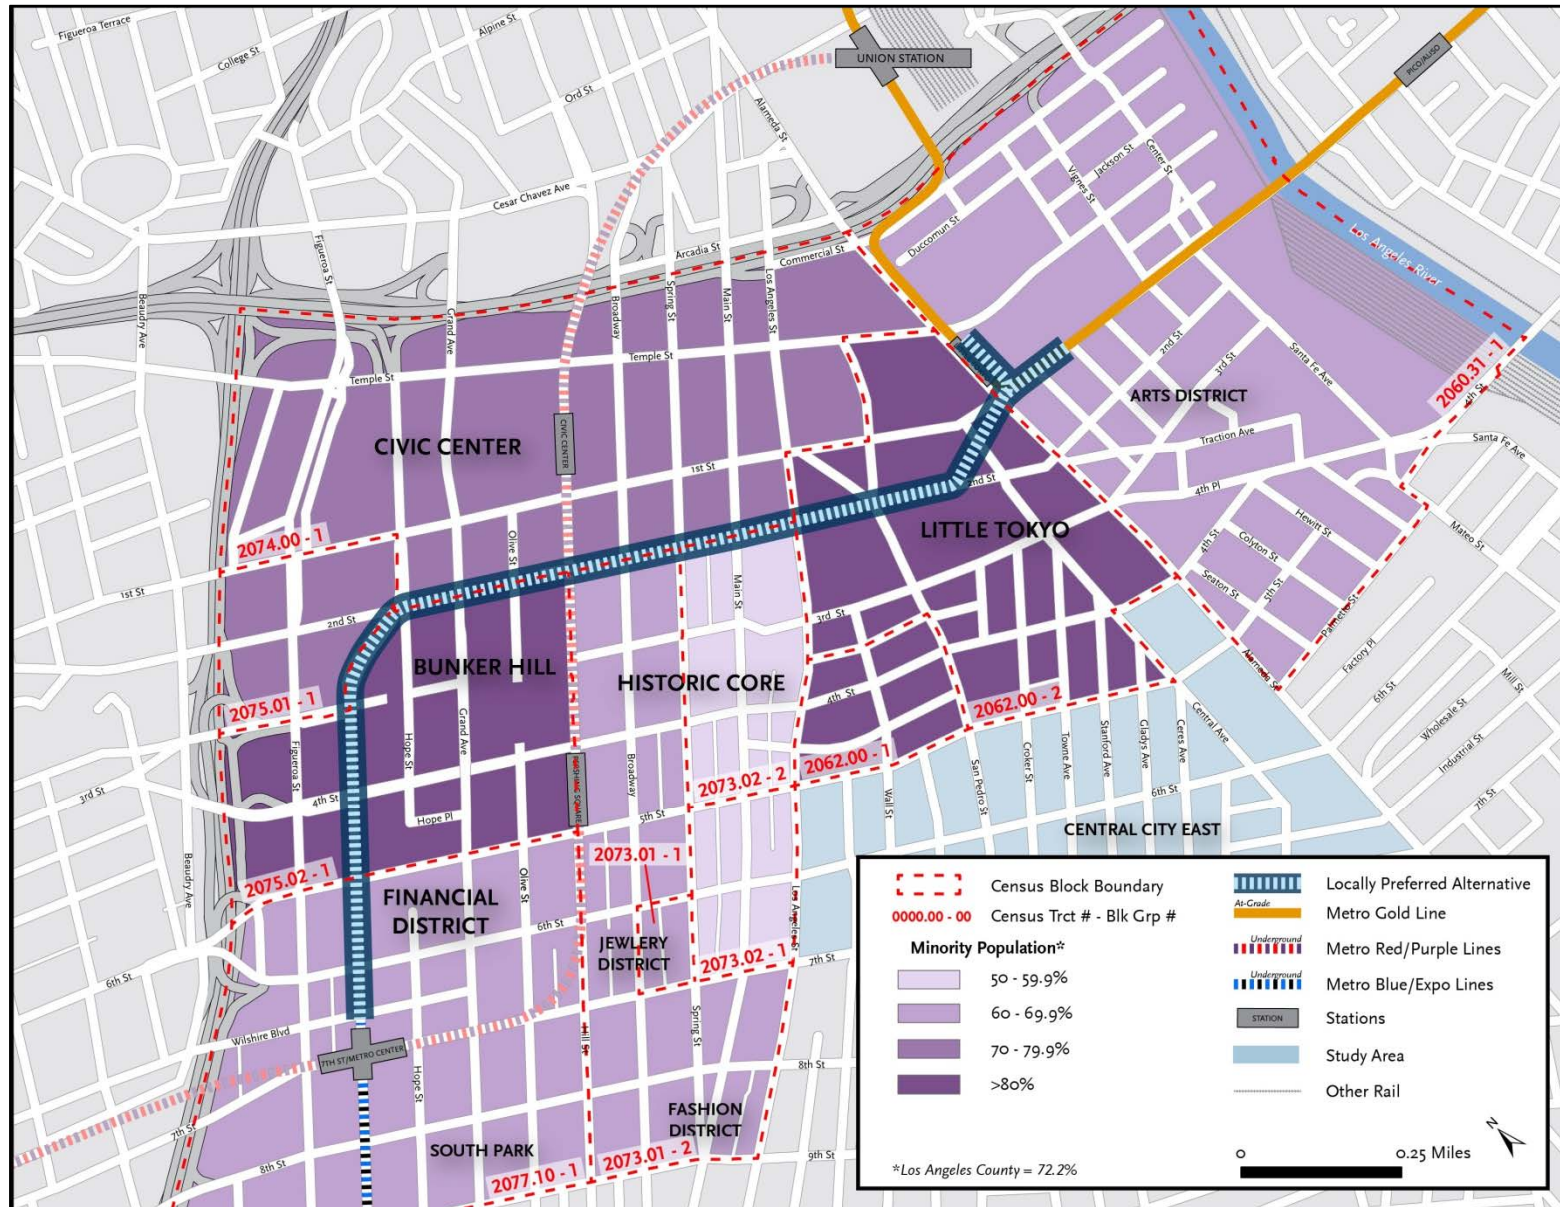 Figueroa Terrace
College St
Alpine St
Ord St
UNION STATION
PICO/ALISO
Alameda St
Cesar Chavez Ave
Figueroa St
Beaudry Ave
Grand Ave
Arcadia St
Commercial St
Broadway
Spring St
Main St
Los Angeles St
Duccomun St
Vignes St
Jackson St
Center St
Los Angeles River
Temple St
Temple St
CIVIC CENTER
CIVIC CENTER
1st St
2nd St
3rd St
Santa Fe Ave
ARTS DISTRICT
Traction Ave
2060.31 - 1
4th St
Santa Fe Ave
4th Pl
Mateo St
Hewitt St
4th St
Colyton St
Seaton St
5th St
Palmetto St
Factory Pl
6th St
Wholesale St
Mill St
Industrial St
7th St
2074.00 - 1
1st St
Olive St
2nd St
LITTLE TOKYO
2nd St
Main St
3rd St
Alameda St
BUNKER HILL
HISTORIC CORE
2075.01 - 1
4th St
2062.00 - 2
Central Ave
Figueroa St
Hope St
Grand Ave
PERSHING SQUARE
Broadway
2073.02 - 2
2062.00 - 1
San Pedro St
Croker St
Towne Ave
Stanford Ave
Gladys Ave
Ceres Ave
3rd St
4th St
Hope Pl
5th St
Wall St
6th St
CENTRAL CITY EAST
Beaudry Ave
2075.02 - 1
2073.01 - 1
Olive St
FINANCIAL
DISTRICT
6th St
JEWLERY
DISTRICT
2073.02 - 1
Los Angeles St
7th St
6th St
Wilshire Blvd
7TH ST/METRO CENTER
Hope St
Hill St
Spring St
8th St
7th St
8th St
SOUTH PARK
FASHION
DISTRICT
2077.10 - 1
2073.01 - 2
9th St
Census Block Boundary
0000.00 - 00
Census Trct # - Blk Grp #
Minority Population*
50 - 59.9%
60 - 69.9%
70 - 79.9%
>80%
*Los Angeles County = 72.2%
Locally Preferred Alternative
At-Grade
Metro Gold Line
Underground
Metro Red/Purple Lines
Underground
Metro Blue/Expo Lines
STATION
Stations
Study Area
Other Rail
N
0
0.25 Miles